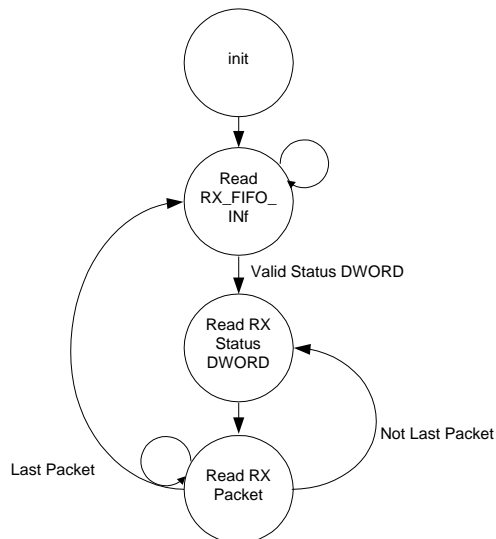 init
Read
RX_FIFO_
INf
Valid Status DWORD
Read RX
Status
DWORD
Not Last Packet
Last Packet
Read RX
Packet